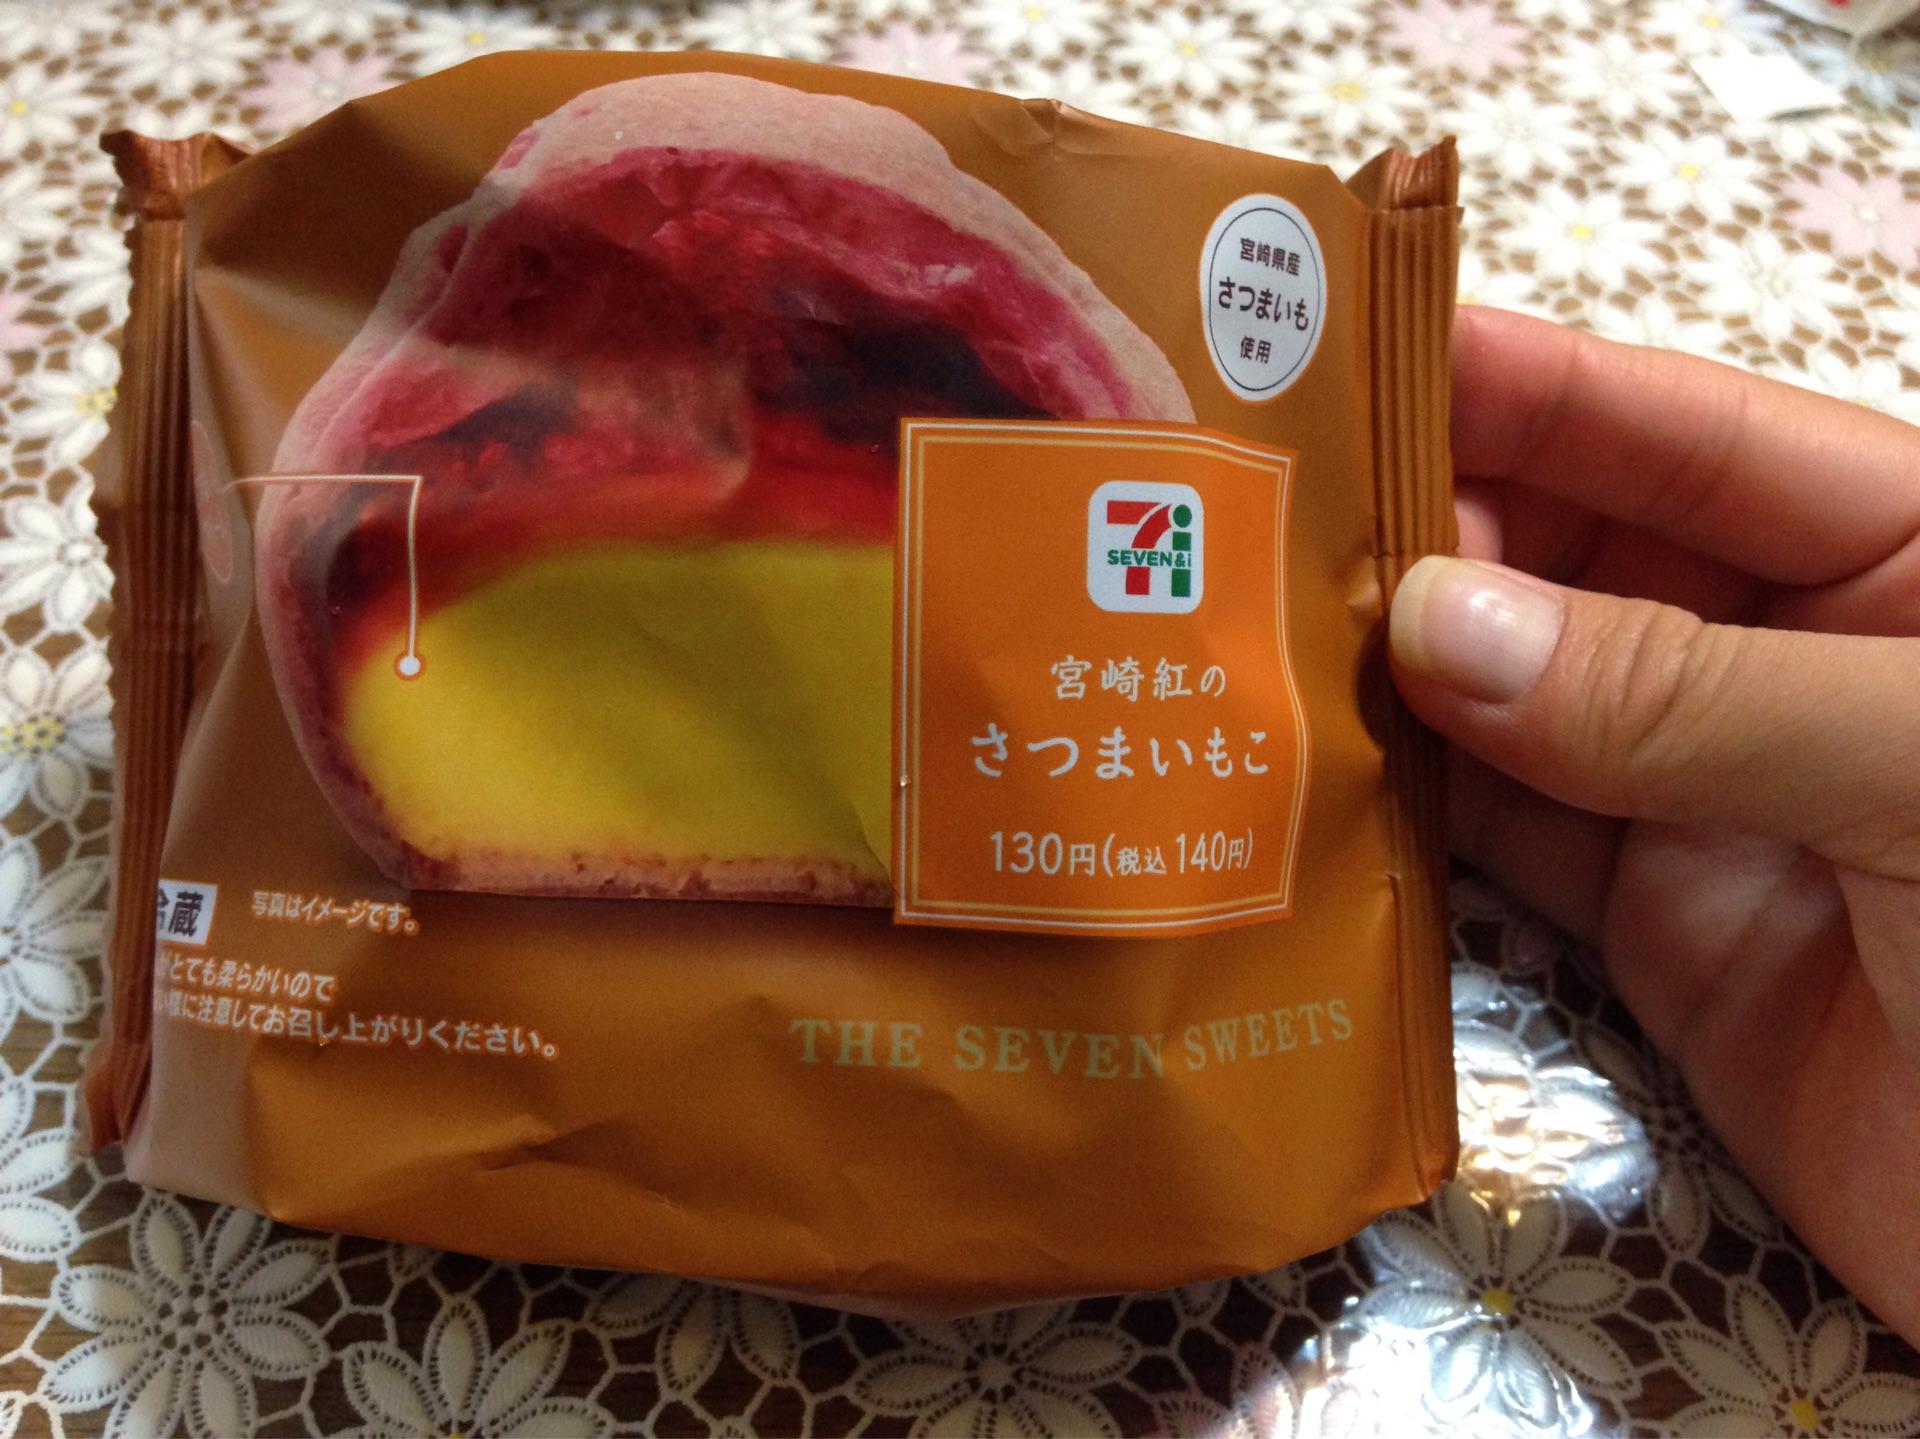 宮崎県産
さつまいも
使用
SEVEN&i
宮崎紅の
さつまいもこ
130円(税込140円)
冷蔵
写真はイメージです。
とても柔らかいので
い様に注意してお召し上がりください。
THE SEVEN SWEETS